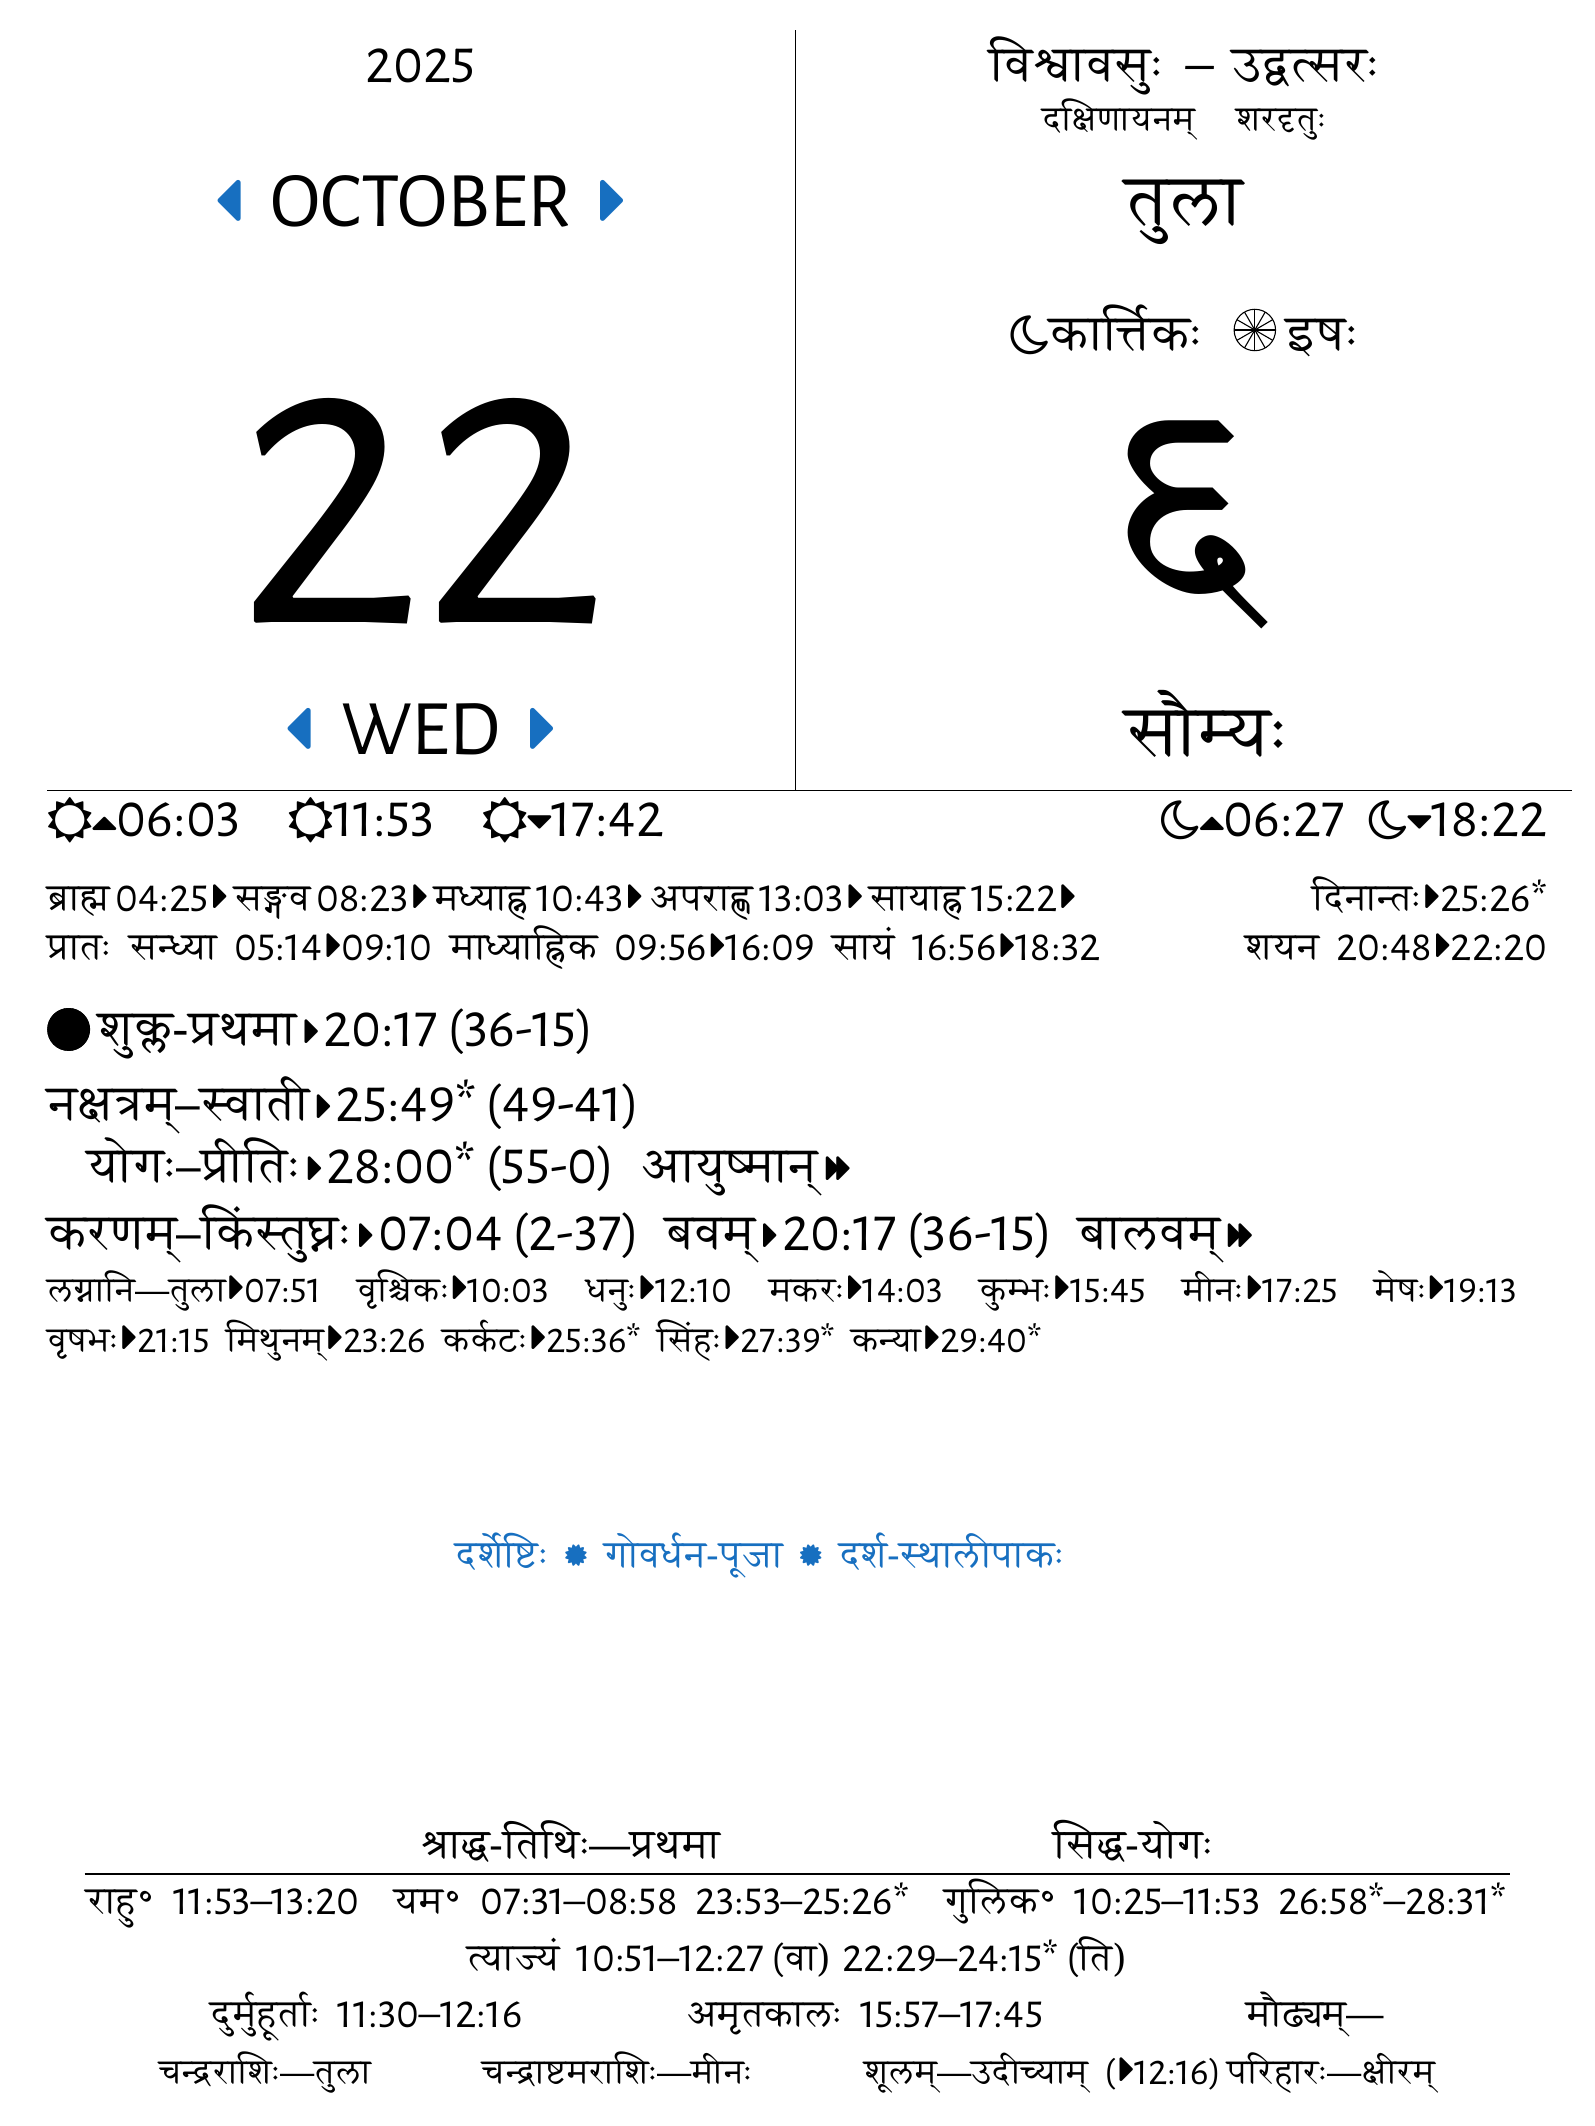 2025
OCTOBER
22
WED
विश्वावसुः – उद्वत्सरः
दक्षिणायनम् शरदृतुः
तुला
कार्त्तिकः इषः
६
सौम्यः
06:03 11:53 17:42 06:27 18:22
ब्राह्म 04:25 सङ्गव 08:23 मध्याह्न 10:43 अपराह्ण 13:03 सायाह्न 15:22 दिनान्तः 25:26*
प्रातः सन्ध्या 05:14 09:10 माध्याह्निक 09:56 16:09 सायं 16:56 18:32 शयन 20:48 22:20
शुक्ल-प्रथमा 20:17 (36-15)
नक्षत्रम्–स्वाती 25:49* (49-41)
योगः–प्रीतिः 28:00* (55-0) आयुष्मान्
करणम्–किंस्तुघ्नः 07:04 (2-37) बवम् 20:17 (36-15) बालवम्
लग्नानि—तुला 07:51 वृश्चिकः 10:03 धनुः 12:10 मकरः 14:03 कुम्भः 15:45 मीनः 17:25 मेषः 19:13
वृषभः 21:15 मिथुनम् 23:26 कर्कटः 25:36* सिंहः 27:39* कन्या 29:40*
दर्शेष्टिः ✹ गोवर्धन-पूजा ✹ दर्श-स्थालीपाकः
श्राद्ध-तिथिः—प्रथमा सिद्ध-योगः
राहु॰ 11:53–13:20 यम॰ 07:31–08:58 23:53–25:26* गुलिक॰ 10:25–11:53 26:58*–28:31*
त्याज्यं 10:51–12:27 (वा) 22:29–24:15* (ति)
दुर्मुहूर्ताः 11:30–12:16 अमृतकालः 15:57–17:45 मौढ्यम्—
चन्द्रराशिः—तुला चन्द्राष्टमराशिः—मीनः शूलम्—उदीच्याम् (12:16) परिहारः—क्षीरम्